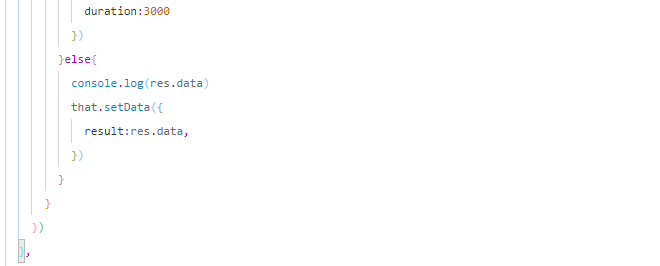 duration:3000
})
}else{
console.log(res.data)
that.setData({
result:res.data,
})
}
}
})
},